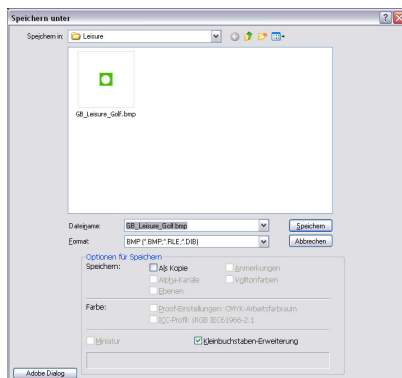 Speichern unter
Speichern in: Leisure
GB_Leisure_Golf.bmp
Dateiname: GB_Leisure_Golf.bmp Speichern
Format: BMP (*.BMP;*.RLE;*.DIB) Abbrechen
Optionen für Speichern
Speichern: Als Kopie Anmerkungen
Alpha-Kanäle Volltonfarben
Ebenen
Farbe: Proof-Einstellungen: CMYK-Arbeitsfarbraum
ICC-Profil: sRGB IEC61966-2.1
Miniatur Kleinbuchstaben-Erweiterung
Adobe Dialog